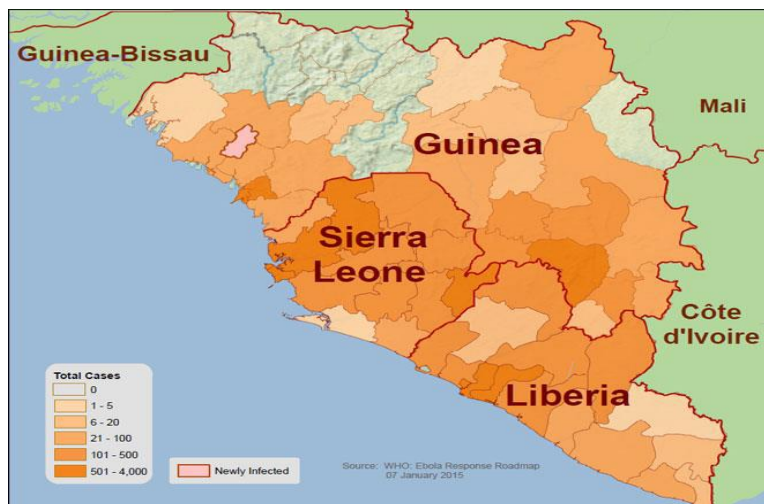 Guinea-Bissau
Mali
Guinea
Sierra
Leone
Côte
d'Ivoire
Liberia
Total Cases
0
1 - 5
6 - 20
21 - 100
101 - 500
501 - 4,000
Newly Infected
Source: WHO: Ebola Response Roadmap
07 January 2015